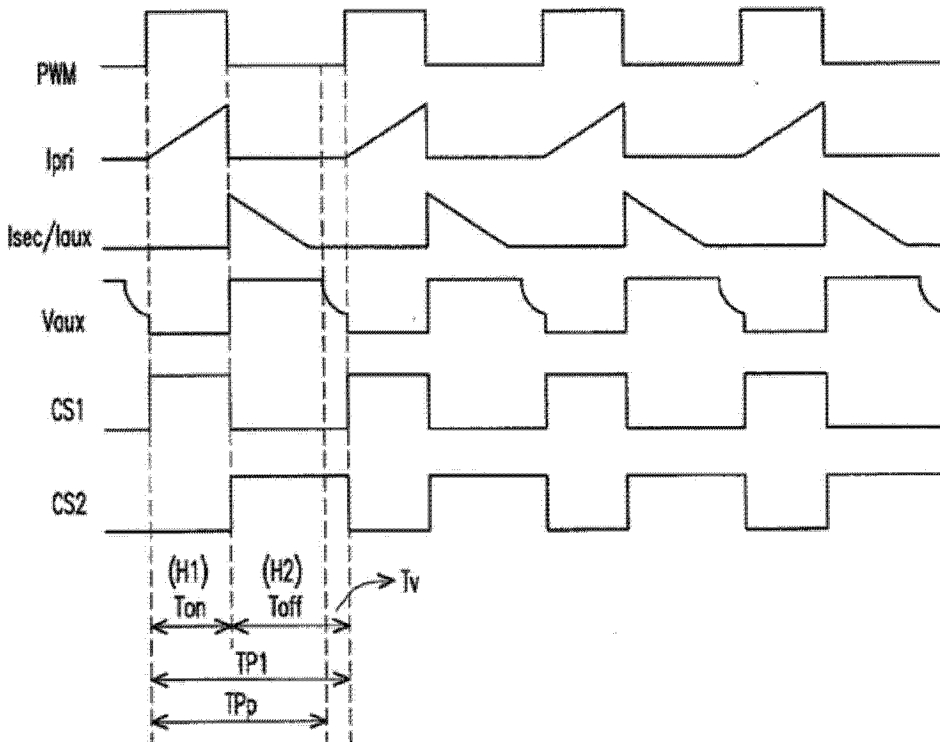 PWM
Ipri
Isec/Iaux
Vaux
CS1
CS2
(H1) (H2)
Ton Toff Tv
TP1
TPp